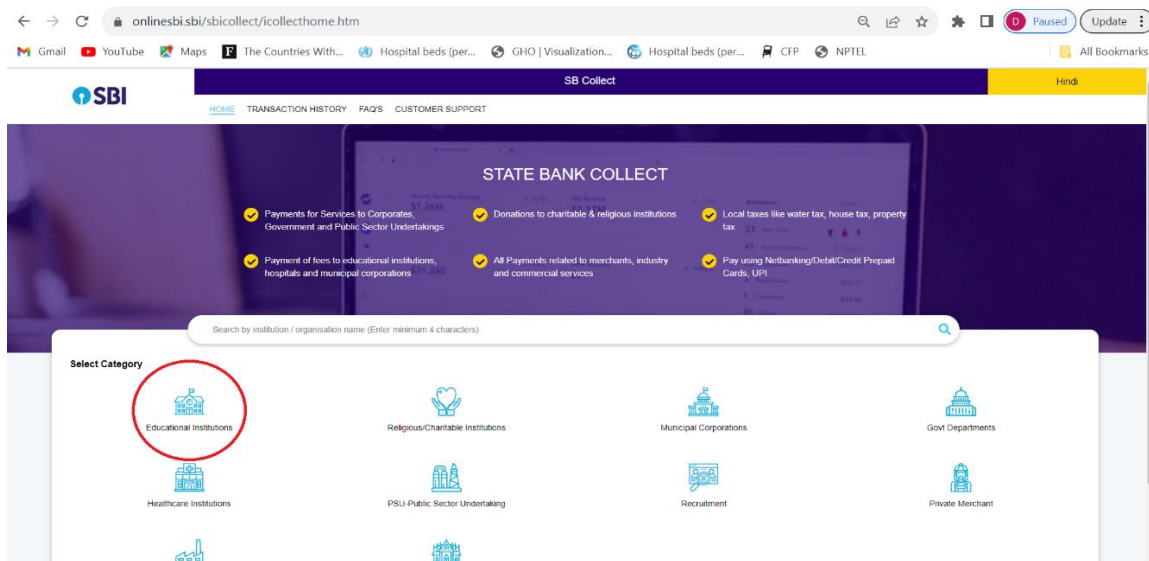 onlinesbi.sbi/sbicollect/icollecthome.htm
D Paused Update
Gmail YouTube Maps F The Countries With... Hospital beds (per... GHO | Visualization... Hospital beds (per... CFP NPTEL All Bookmarks
SBI
SB Collect
Hindi
HOME TRANSACTION HISTORY FAQ'S CUSTOMER SUPPORT
STATE BANK COLLECT
Payments for Services to Corporates,
Government and Public Sector Undertakings
Donations to charitable & religious institutions
Local taxes like water tax, house tax, property
tax
Payment of fees to educational institutions,
hospitals and municipal corporations
All Payments related to merchants, industry
and commercial services
Pay using Netbanking/Debit/Credit Prepaid
Cards, UPI
Search by institution / organisation name (Enter minimum 4 characters)
Select Category
Educational Institutions Religious/Charitable Institutions Municipal Corporations Govt Departments
Healthcare Institutions PSU-Public Sector Undertaking Recruitment Private Merchant